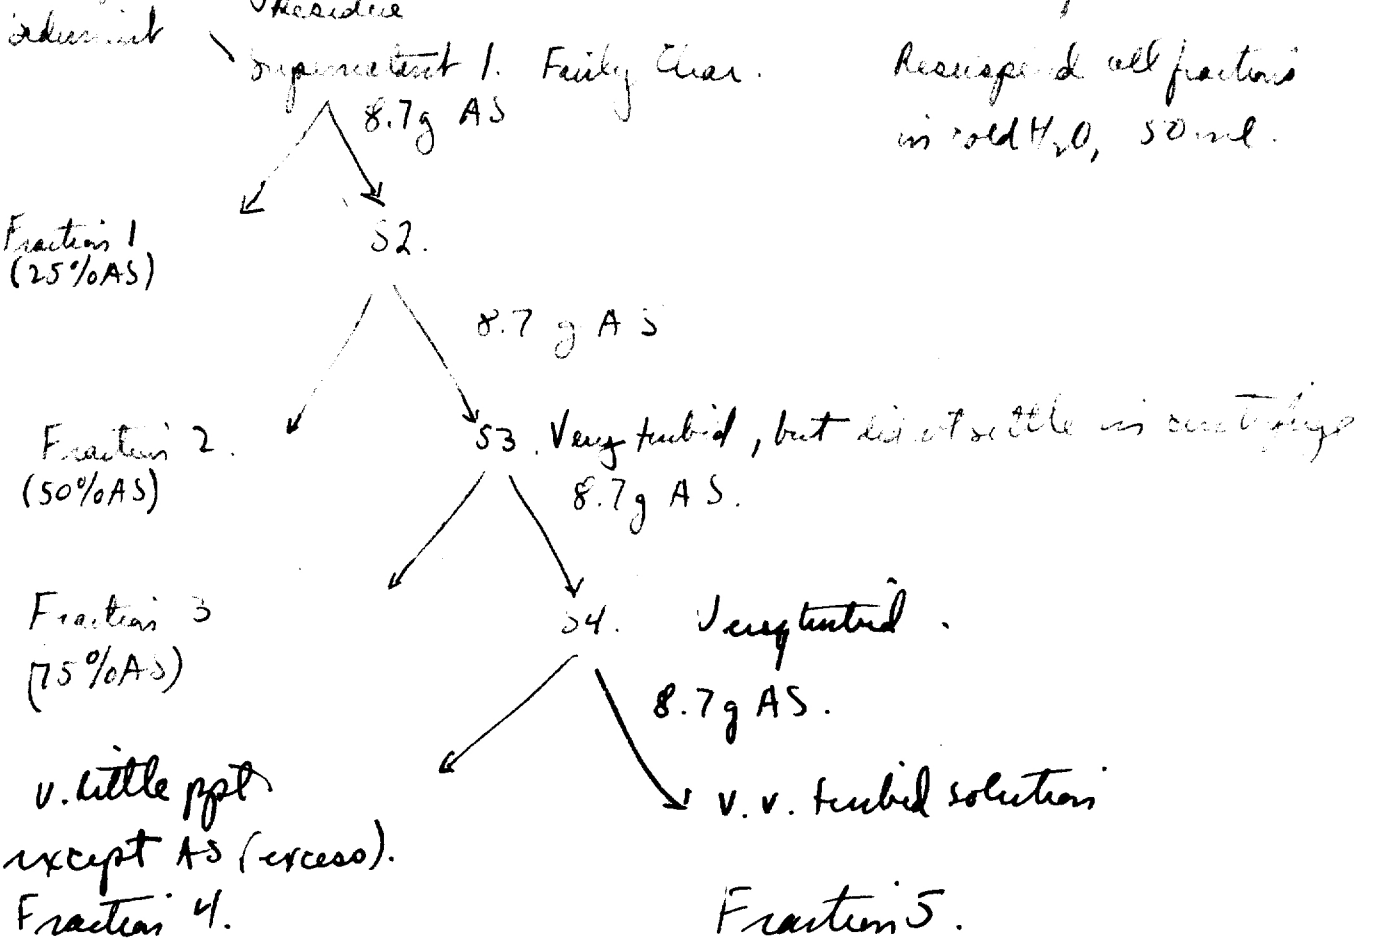 Residue
Sediment
Supernatant 1. Fairly Clear.
Resuspend all fractions
in cold H2O, 50 ml.
8.7g AS
Fraction 1
(25% AS)
S2.
8.7 g AS
Fraction 2.
(50% AS)
S3. Very turbid, but did not settle in centrifuge
8.7g AS.
Fraction 3
(75% AS)
S4. Very turbid.
8.7g AS.
v. little ppt
except AS (excess).
Fraction 4.
v. v. turbid solution
Fraction 5.